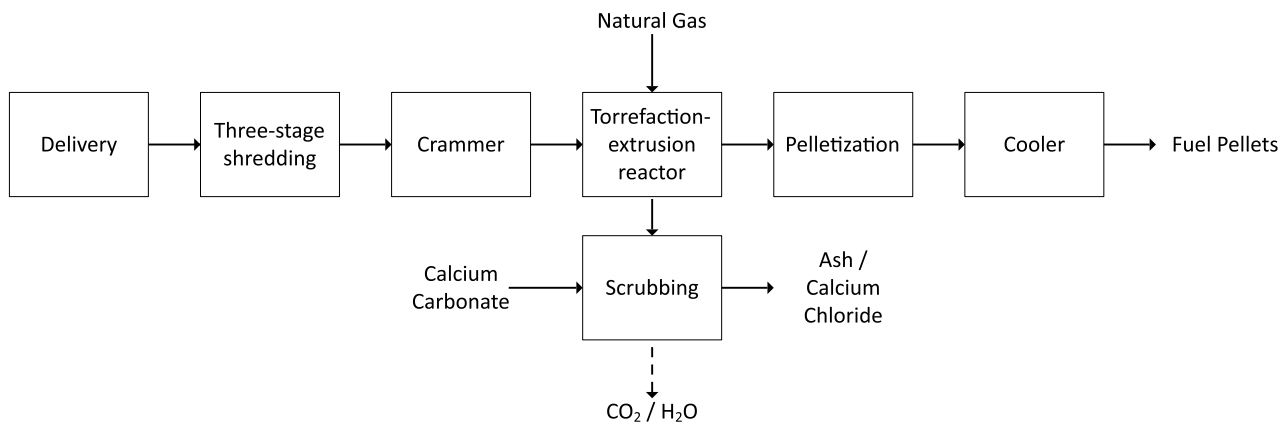 Natural Gas
Delivery
Three-stage
shredding
Crammer
Torrefaction-
extrusion
reactor
Pelletization
Cooler
Fuel Pellets
Calcium
Carbonate
Scrubbing
Ash /
Calcium
Chloride
CO₂ / H₂O